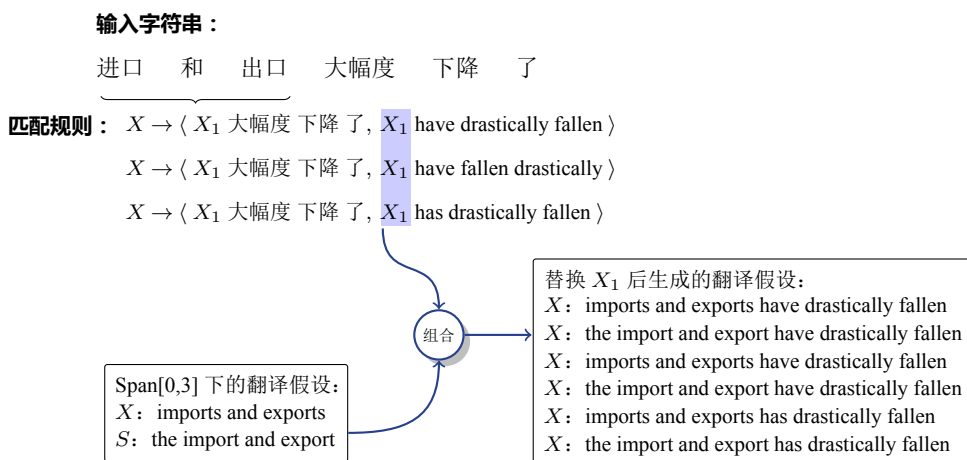 输入字符串：
进口 和 出口 大幅度 下降 了
匹配规则： X → ⟨ X₁ 大幅度 下降 了, X₁ have drastically fallen ⟩
X → ⟨ X₁ 大幅度 下降 了, X₁ have fallen drastically ⟩
X → ⟨ X₁ 大幅度 下降 了, X₁ has drastically fallen ⟩
组合
Span[0,3] 下的翻译假设：
X： imports and exports
S： the import and export
替换 X₁ 后生成的翻译假设：
X： imports and exports have drastically fallen
X： the import and export have drastically fallen
X： imports and exports have drastically fallen
X： the import and export have drastically fallen
X： imports and exports has drastically fallen
X： the import and export has drastically fallen